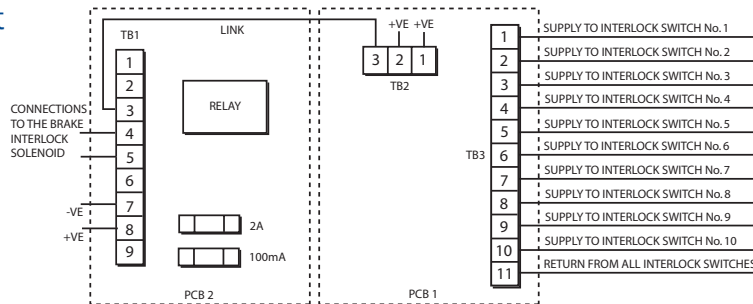 t
TB1
LINK
+VE +VE
1
2
3
4
5
6
7
8
9
RELAY
CONNECTIONS
TO THE BRAKE
INTERLOCK
SOLENOID
-VE
+VE
2A
100mA
PCB 2
3 2 1
TB2
TB3
1 SUPPLY TO INTERLOCK SWITCH No. 1
2 SUPPLY TO INTERLOCK SWITCH No. 2
3 SUPPLY TO INTERLOCK SWITCH No. 3
4 SUPPLY TO INTERLOCK SWITCH No. 4
5 SUPPLY TO INTERLOCK SWITCH No. 5
6 SUPPLY TO INTERLOCK SWITCH No. 6
7 SUPPLY TO INTERLOCK SWITCH No. 7
8 SUPPLY TO INTERLOCK SWITCH No. 8
9 SUPPLY TO INTERLOCK SWITCH No. 9
10 SUPPLY TO INTERLOCK SWITCH No. 10
11 RETURN FROM ALL INTERLOCK SWITCHES
PCB 1